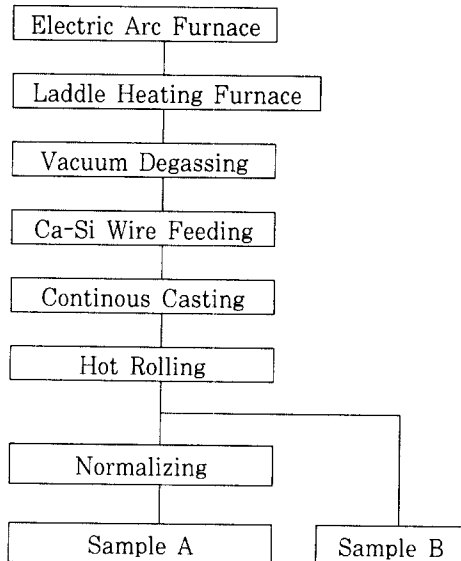 Electric Arc Furnace
Laddle Heating Furnace
Vacuum Degassing
Ca-Si Wire Feeding
Continous Casting
Hot Rolling
Normalizing
Sample A
Sample B